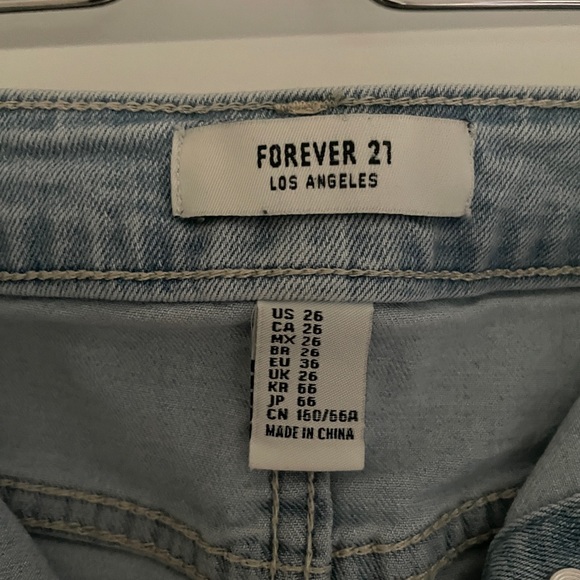 FOREVER 21
LOS ANGELES
US 26
CA 26
MX 26
BR 26
EU 36
UK 26
KR 66
JP 66
CN 160/66A
MADE IN CHINA